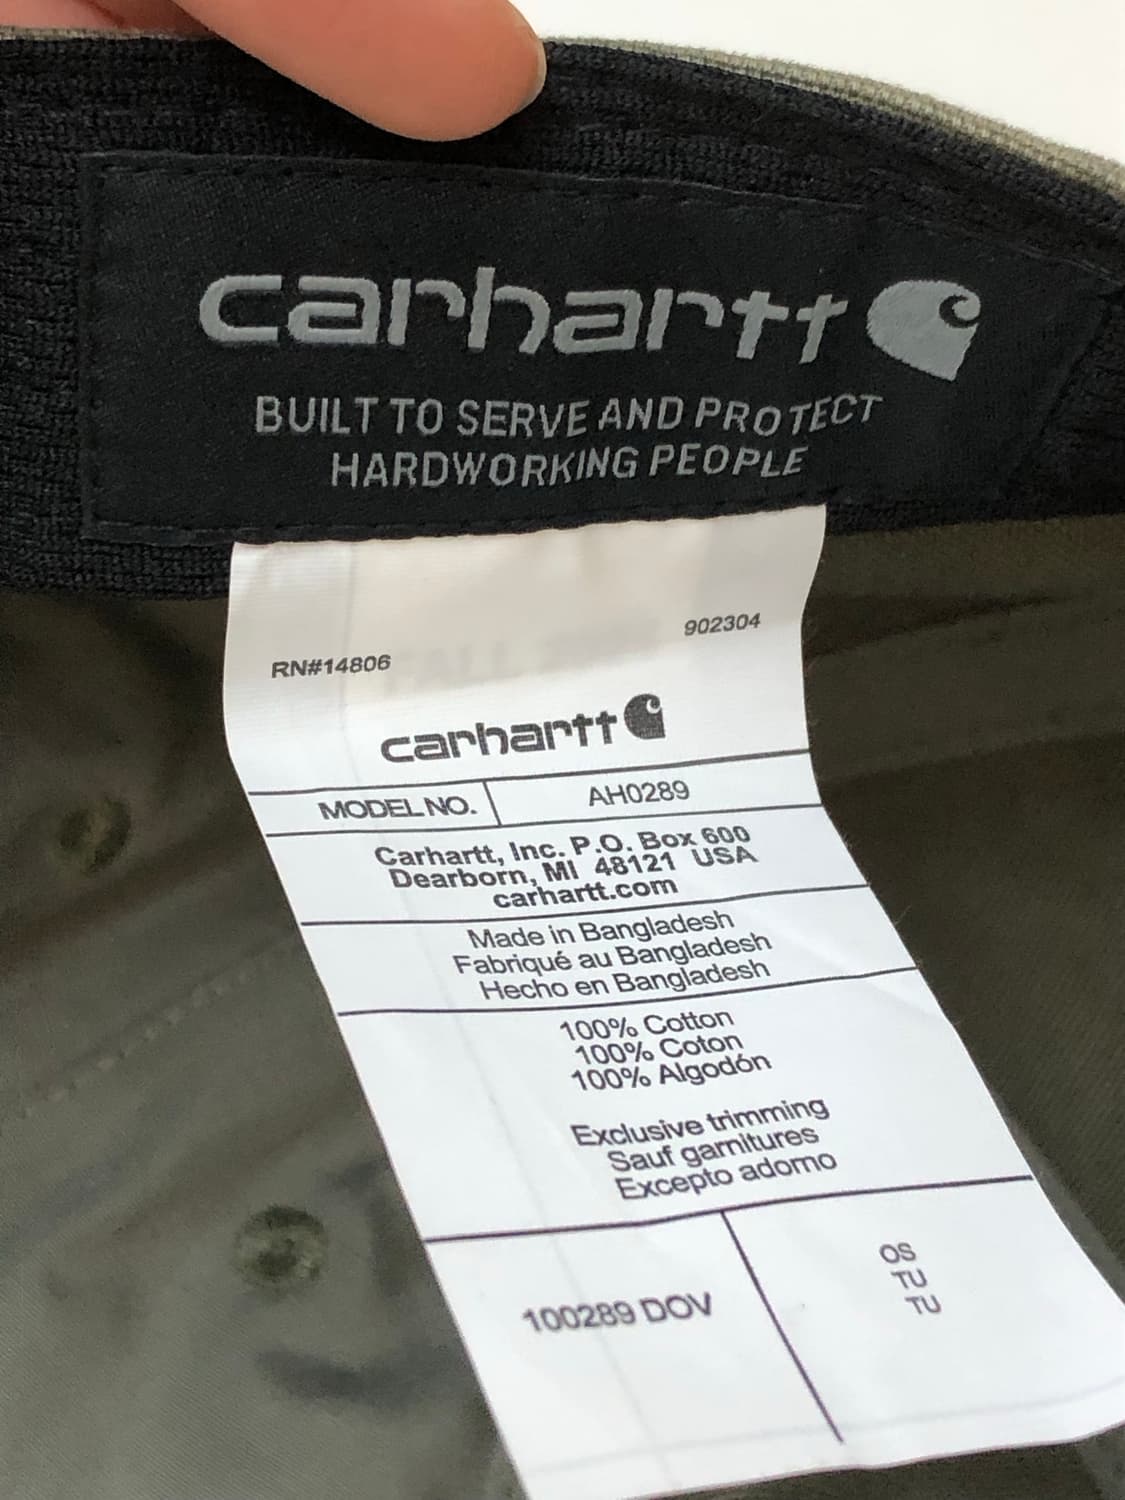 carhartt
BUILT TO SERVE AND PROTECT
HARDWORKING PEOPLE
RN#14806
902304
carhartt
MODEL NO.
AH0289
Carhartt, Inc. P.O. Box 600
Dearborn, MI 48121 USA
carhartt.com
Made in Bangladesh
Fabriqué au Bangladesh
Hecho en Bangladesh
100% Cotton
100% Coton
100% Algodón
Exclusive trimming
Sauf garnitures
Excepto adorno
100289 DOV
OS
TU
TU